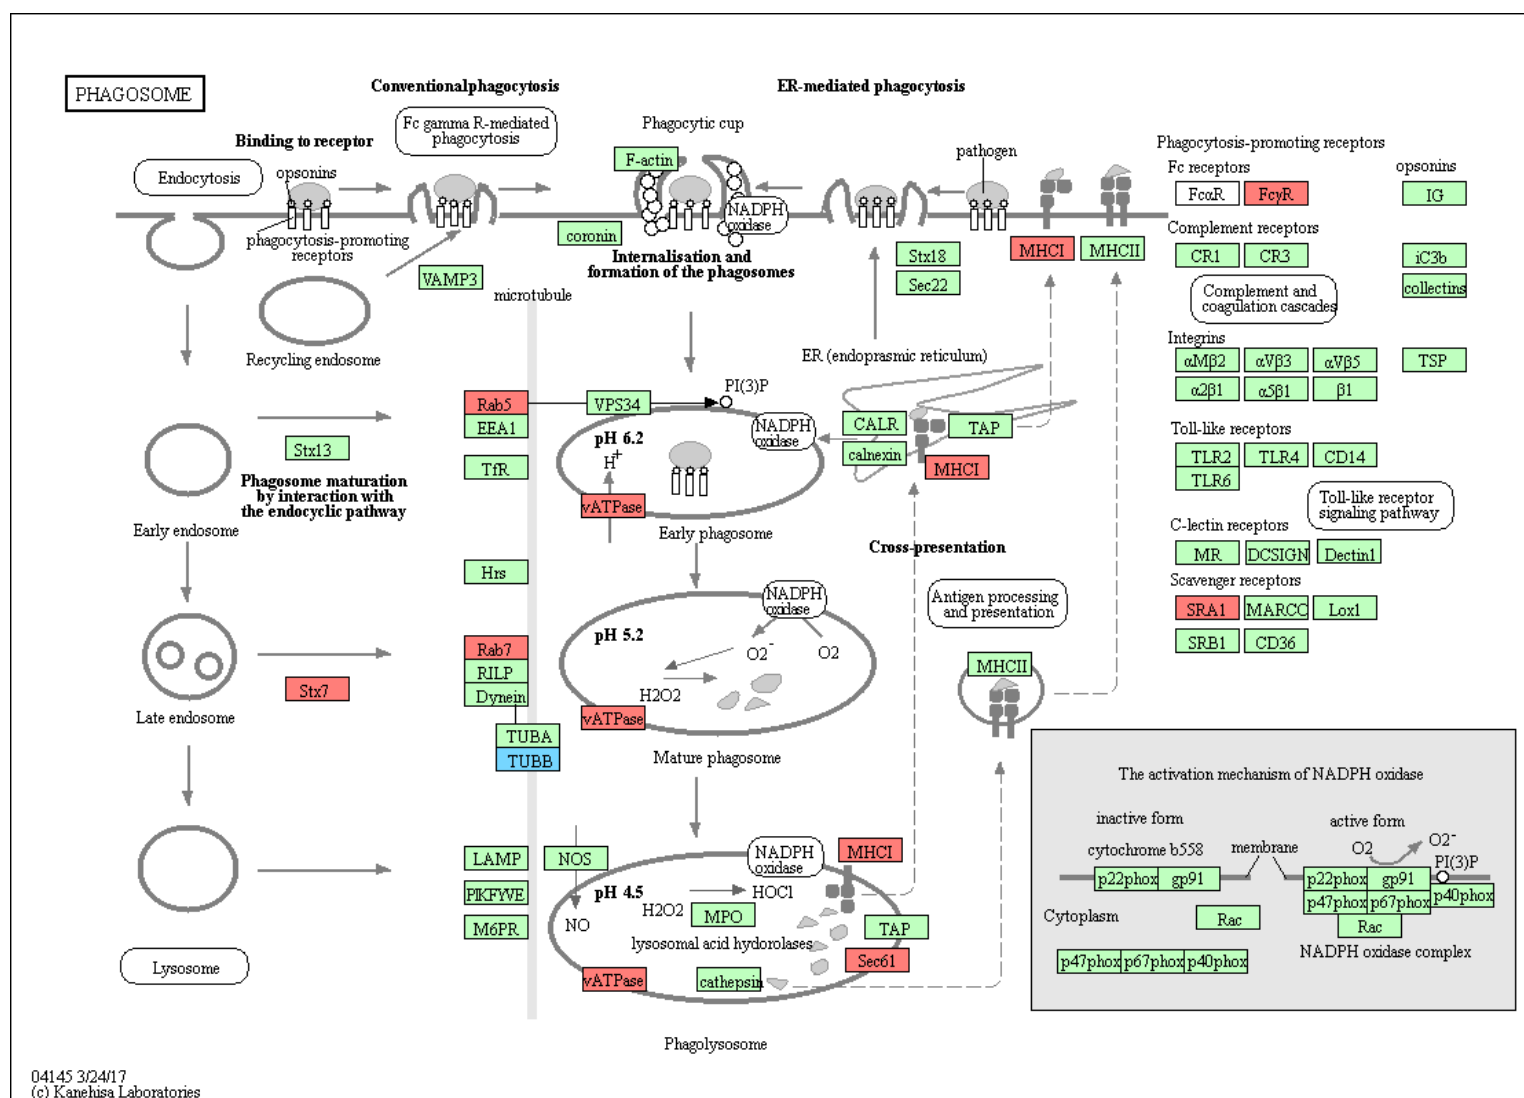 PHAGOSOME
Conventionalphagocytosis
ER-mediated phagocytosis
Fc gamma R-mediated
phagocytosis
Phagocytic cup
Binding to receptor
Endocytosis
opsonins
F-actin
pathogen
NADPH
oxidase
coronin
phagocytosis-promoting
receptors
Internalisation and
formation of the phagosomes
VAMP3
microtubule
Stx18
Sec22
MHCI
MHCII
Recycling endosome
ER (endoprasmic reticulum)
Phagocytosis-promoting receptors
Fc receptors
opsonins
FcαR
FcγR
IG
Complement receptors
CR1
CR3
iC3b
collectins
Complement and
coagulation cascades
Integrins
αMβ2
αVβ3
αVβ5
TSP
α2β1
α5β1
β1
Toll-like receptors
TLR2
TLR4
CD14
TLR6
Toll-like receptor
signaling pathway
C-lectin receptors
MR
DCSIGN
Dectin1
Scavenger receptors
SRA1
MARCO
Lox1
SRB1
CD36
Rab5
VPS34
PI(3)P
EEA1
Stx13
TfR
pH 6.2
H+
NADPH
oxidase
CALR
calnexin
TAP
MHCI
vATPase
Phagosome maturation
by interaction with
the endocyclic pathway
Early endosome
Early phagosome
Cross-presentation
Hrs
NADPH
oxidase
Antigen processing
and presentation
pH 5.2
O2-
O2
H2O2
Rab7
RILP
Dynein
Stx7
vATPase
MHCII
Late endosome
TUBA
TUBB
Mature phagosome
LAMP
NOS
NADPH
oxidase
MHCI
PIKFYVE
pH 4.5
HOCl
H2O2
MPO
M6PR
NO
lysosomal acid hydorolases
TAP
Sec61
vATPase
cathepsin
Lysosome
Phagolysosome
The activation mechanism of NADPH oxidase
inactive form
active form
cytochrome b558
membrane
O2
O2-
PI(3)P
p22phox
gp91
p22phox
gp91
p47phox
p67phox
p40phox
Cytoplasm
Rac
Rac
NADPH oxidase complex
p47phox
p67phox
p40phox
04145 3/24/17
(c) Kanehisa Laboratories